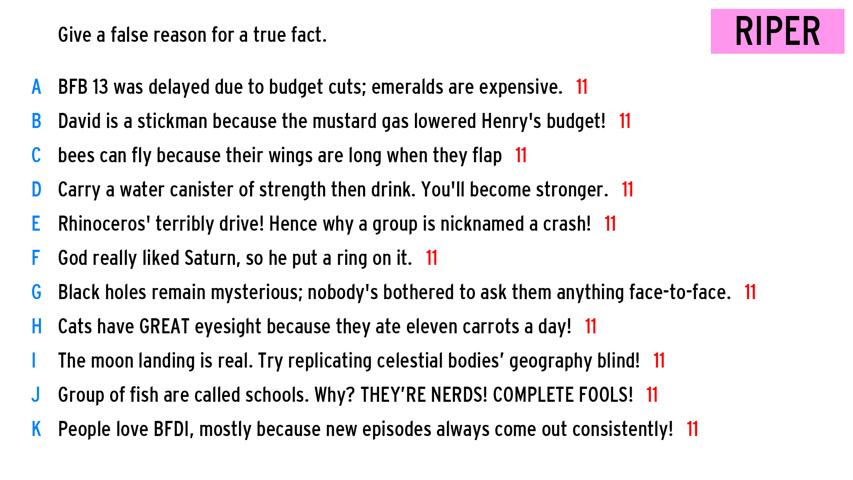 RIPER
Give a false reason for a true fact.
A BFB 13 was delayed due to budget cuts; emeralds are expensive. 11
B David is a stickman because the mustard gas lowered Henry's budget! 11
C bees can fly because their wings are long when they flap 11
D Carry a water canister of strength then drink. You'll become stronger. 11
E Rhinoceros' terribly drive! Hence why a group is nicknamed a crash! 11
F God really liked Saturn, so he put a ring on it. 11
G Black holes remain mysterious; nobody's bothered to ask them anything face-to-face. 11
H Cats have GREAT eyesight because they ate eleven carrots a day! 11
I The moon landing is real. Try replicating celestial bodies’ geography blind! 11
J Group of fish are called schools. Why? THEY’RE NERDS! COMPLETE FOOLS! 11
K People love BFDI, mostly because new episodes always come out consistently! 11